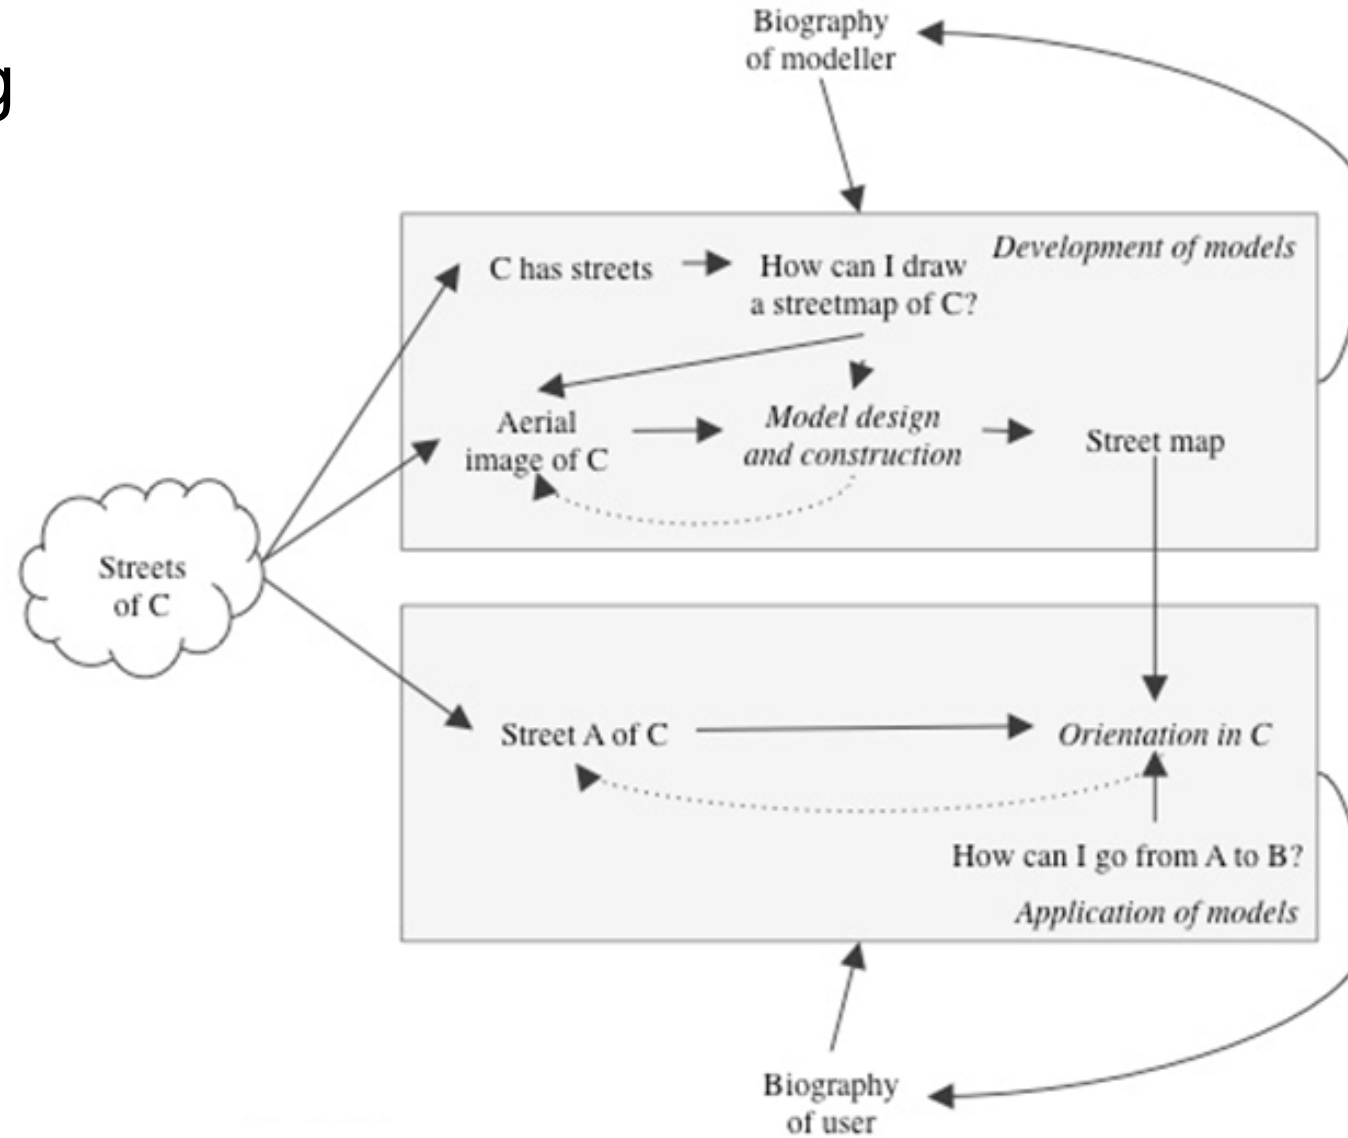 g
Biography
of modeller
Development of models
C has streets
How can I draw
a streetmap of C?
Aerial
image of C
Model design
and construction
Street map
Streets
of C
Street A of C
Orientation in C
How can I go from A to B?
Application of models
Biography
of user